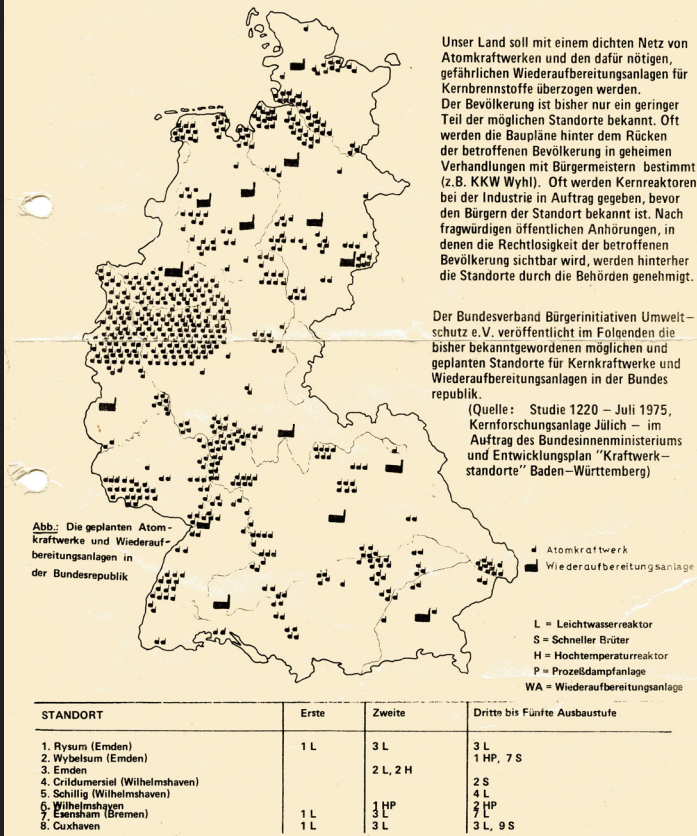 Unser Land soll mit einem dichten Netz von
Atomkraftwerken und den dafür nötigen,
gefährlichen Wiederaufbereitungsanlagen für
Kernbrennstoffe überzogen werden.
Der Bevölkerung ist bisher nur ein geringer
Teil der möglichen Standorte bekannt. Oft
werden die Baupläne hinter dem Rücken
der betroffenen Bevölkerung in geheimen
Verhandlungen mit Bürgermeistern bestimmt
(z.B. KKW Wyhl). Oft werden Kernreaktoren
bei der Industrie in Auftrag gegeben, bevor
den Bürgern der Standort bekannt ist. Nach
fragwürdigen öffentlichen Anhörungen, in
denen die Rechtlosigkeit der betroffenen
Bevölkerung sichtbar wird, werden hinterher
die Standorte durch die Behörden genehmigt.
Der Bundesverband Bürgerinitiativen Umwelt–
schutz e.V. veröffentlicht im Folgenden die
bisher bekanntgewordenen möglichen und
geplanten Standorte für Kernkraftwerke und
Wiederaufbereitungsanlagen in der Bundes
republik.
(Quelle: Studie 1220 – Juli 1975,
Kernforschungsanlage Jülich – im
Auftrag des Bundesinnenministeriums
und Entwicklungsplan "Kraftwerk–
standorte" Baden–Württemberg)
Abb.: Die geplanten Atom-
kraftwerke und Wiederauf-
bereitungsanlagen in
der Bundesrepublik
Atomkraftwerk
Wiederaufbereitungsanlage
L = Leichtwasserreaktor
S = Schneller Brüter
H = Hochtemperaturreaktor
P = Prozeßdampfanlage
WA = Wiederaufbereitungsanlage
STANDORT Erste Zweite Dritte bis Fünfte Ausbaustufe
1. Rysum (Emden) 1 L 3 L 3 L
2. Wybelsum (Emden) 1 HP, 7 S
3. Emden 2 L, 2 H
4. Crildumersiel (Wilhelmshaven) 2 S
5. Schillig (Wilhelmshaven) 4 L
6. Wilhelmshaven 1 HP 2 HP
7. Esensham (Bremen) 1 L 3 L 7 L
8. Cuxhaven 1 L 3 L 3 L, 9 S